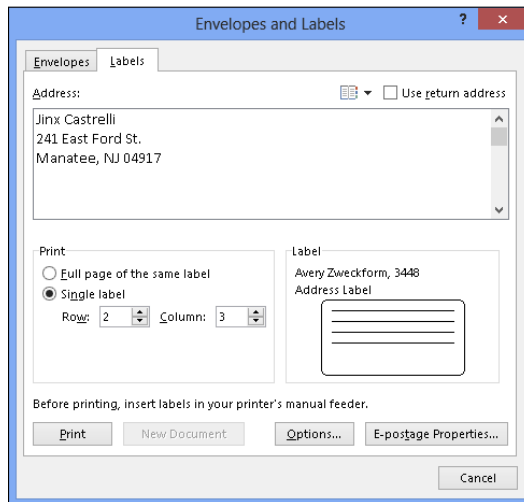 Envelopes and Labels
? ×
Envelopes Labels
Address: Use return address
Jinx Castrelli
241 East Ford St.
Manatee, NJ 04917
Print
Full page of the same label
Single label
Row: 2 Column: 3
Label
Avery Zweckform, 3448
Address Label
Before printing, insert labels in your printer's manual feeder.
Print New Document Options... E-postage Properties...
Cancel